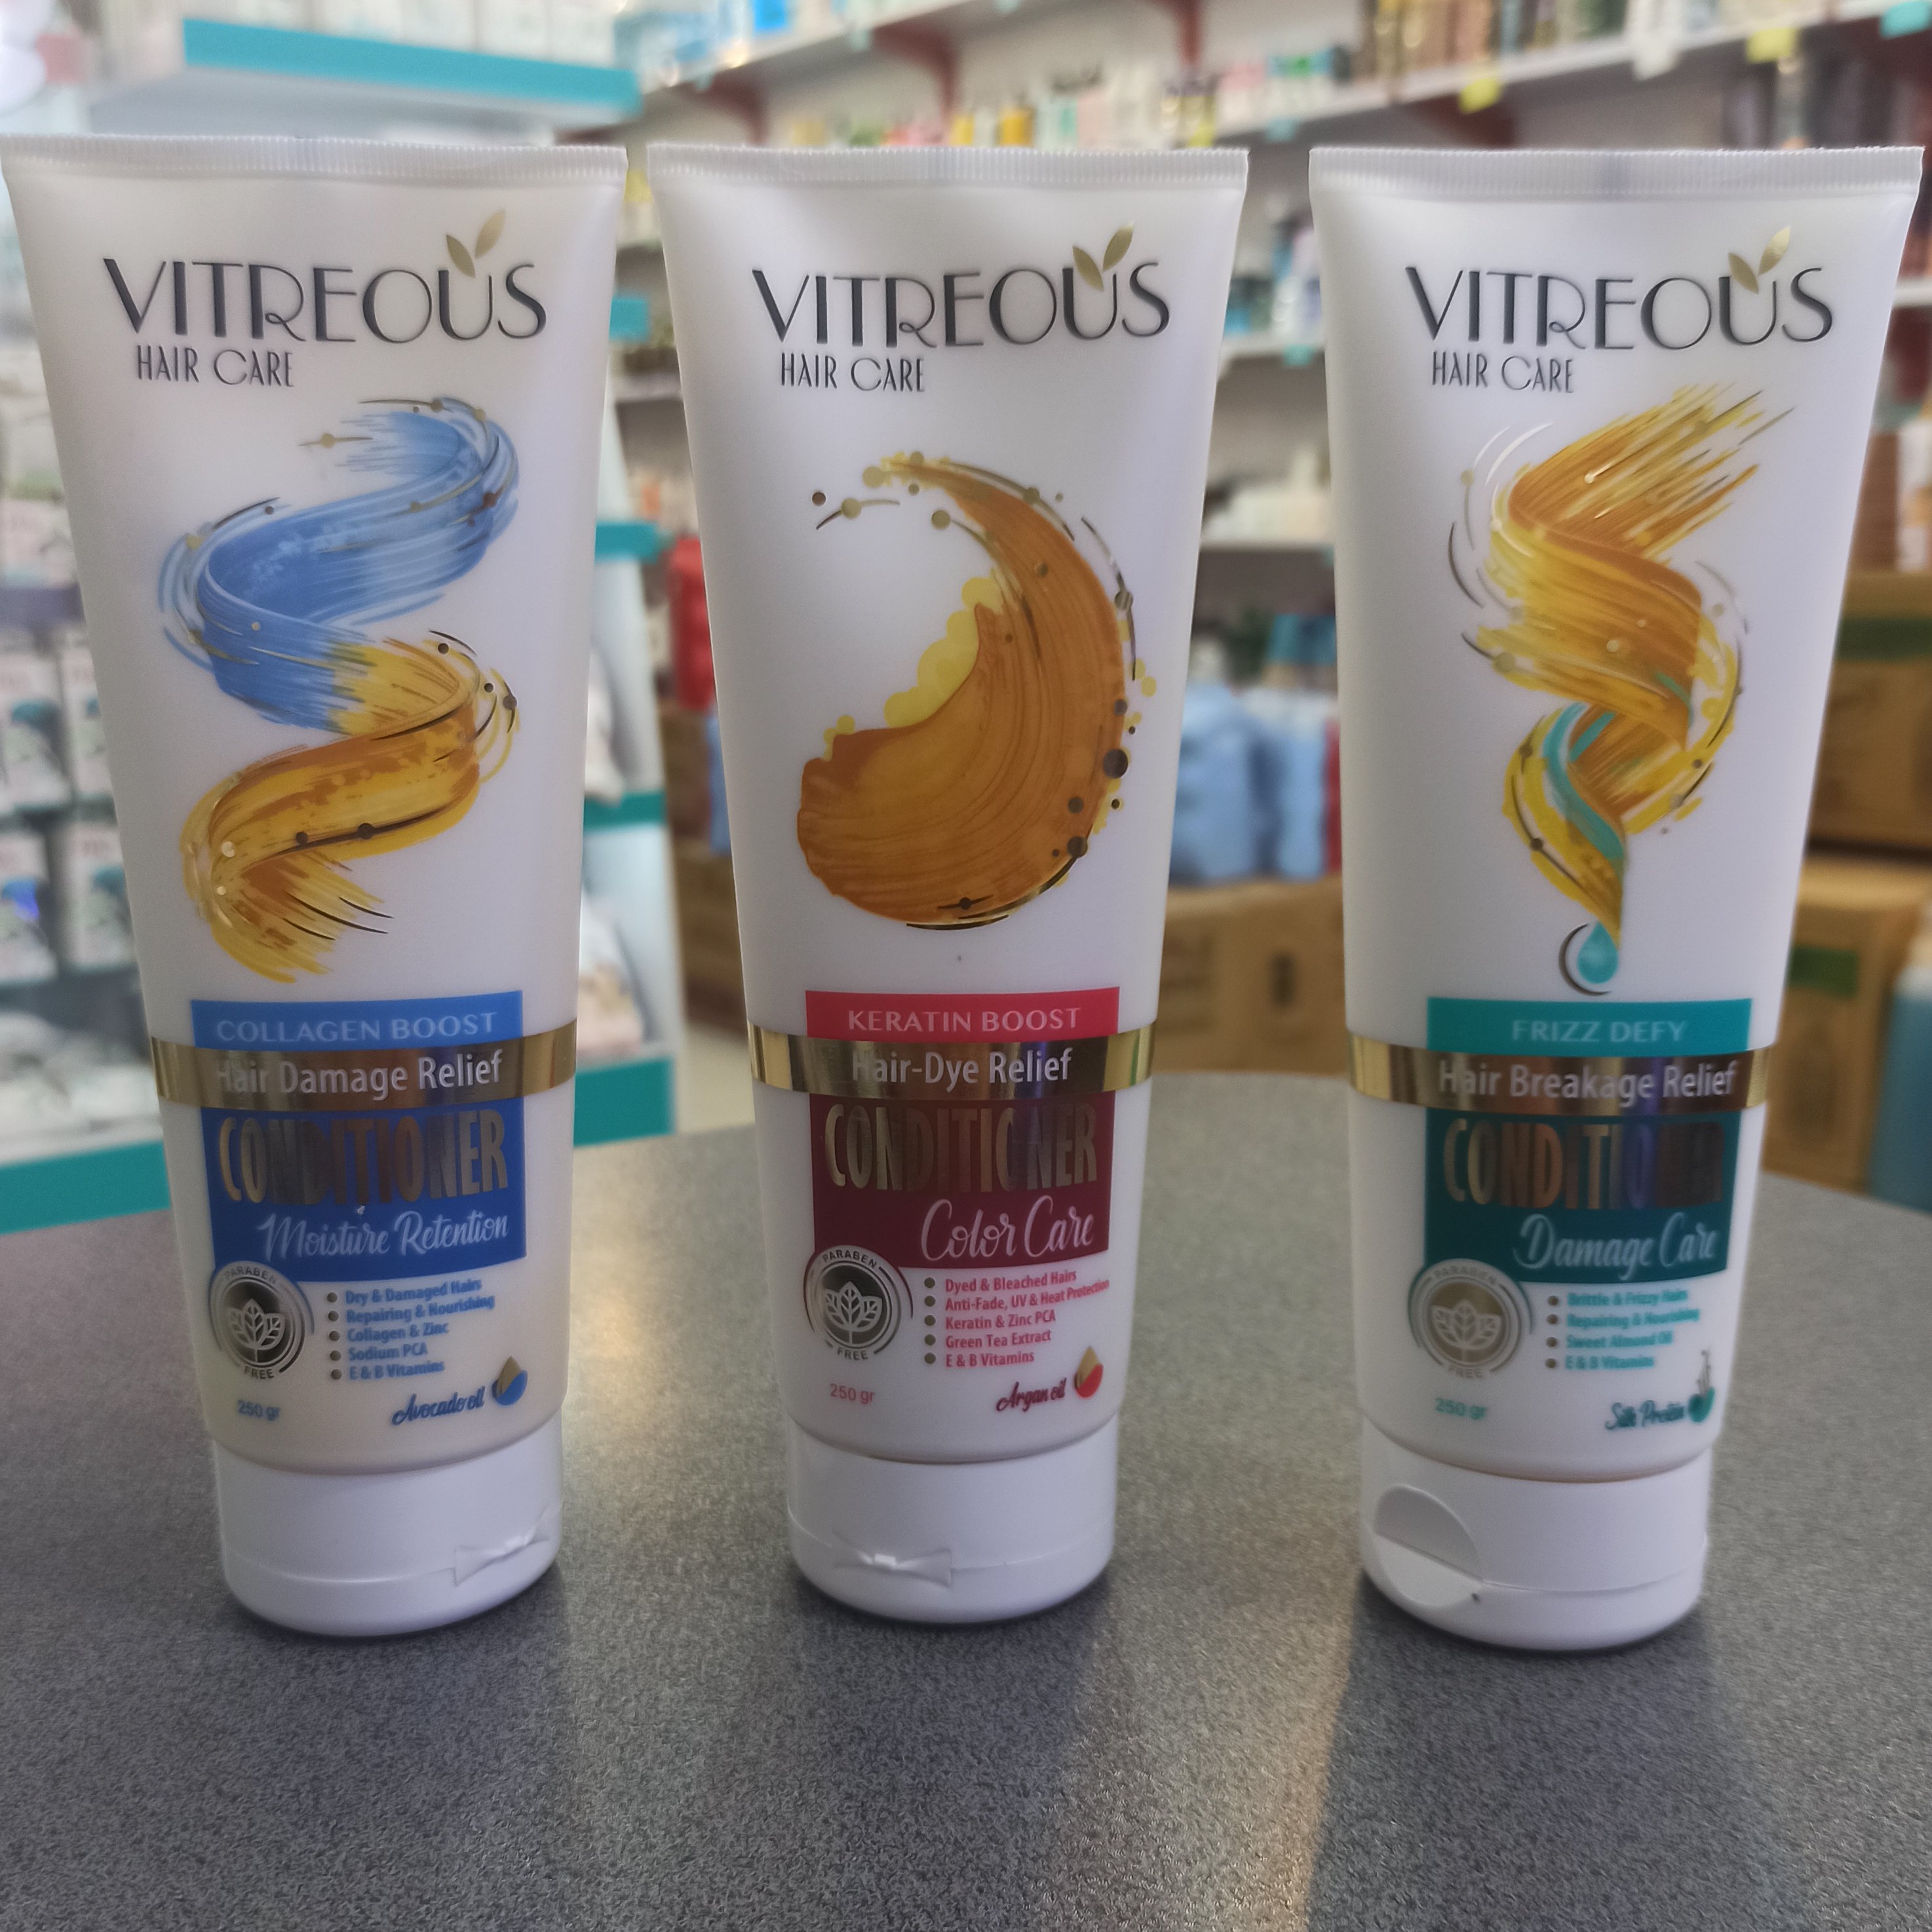 VITREOUS
HAIR CARE
COLLAGEN BOOST
Hair Damage Relief
CONDITIONER
Moisture Retention
PARABEN
FREE
Dry & Damaged Hairs
Repairing & Nourishing
Collagen & Zinc
Sodium PCA
E & B Vitamins
250 gr
Avocado oil
VITREOUS
HAIR CARE
KERATIN BOOST
Hair-Dye Relief
CONDITIONER
Color Care
PARABEN
FREE
Dyed & Bleached Hairs
Anti-Fade, UV & Heat Protection
Keratin & Zinc PCA
Green Tea Extract
E & B Vitamins
250 gr
Argan oil
VITREOUS
HAIR CARE
FRIZZ DEFY
Hair Breakage Relief
CONDITIONER
Damage Care
PARABEN
FREE
Brittle & Frizzy Hairs
Repairing & Nourishing
Sweet Almond Oil
E & B Vitamins
250 gr
Silk Protein